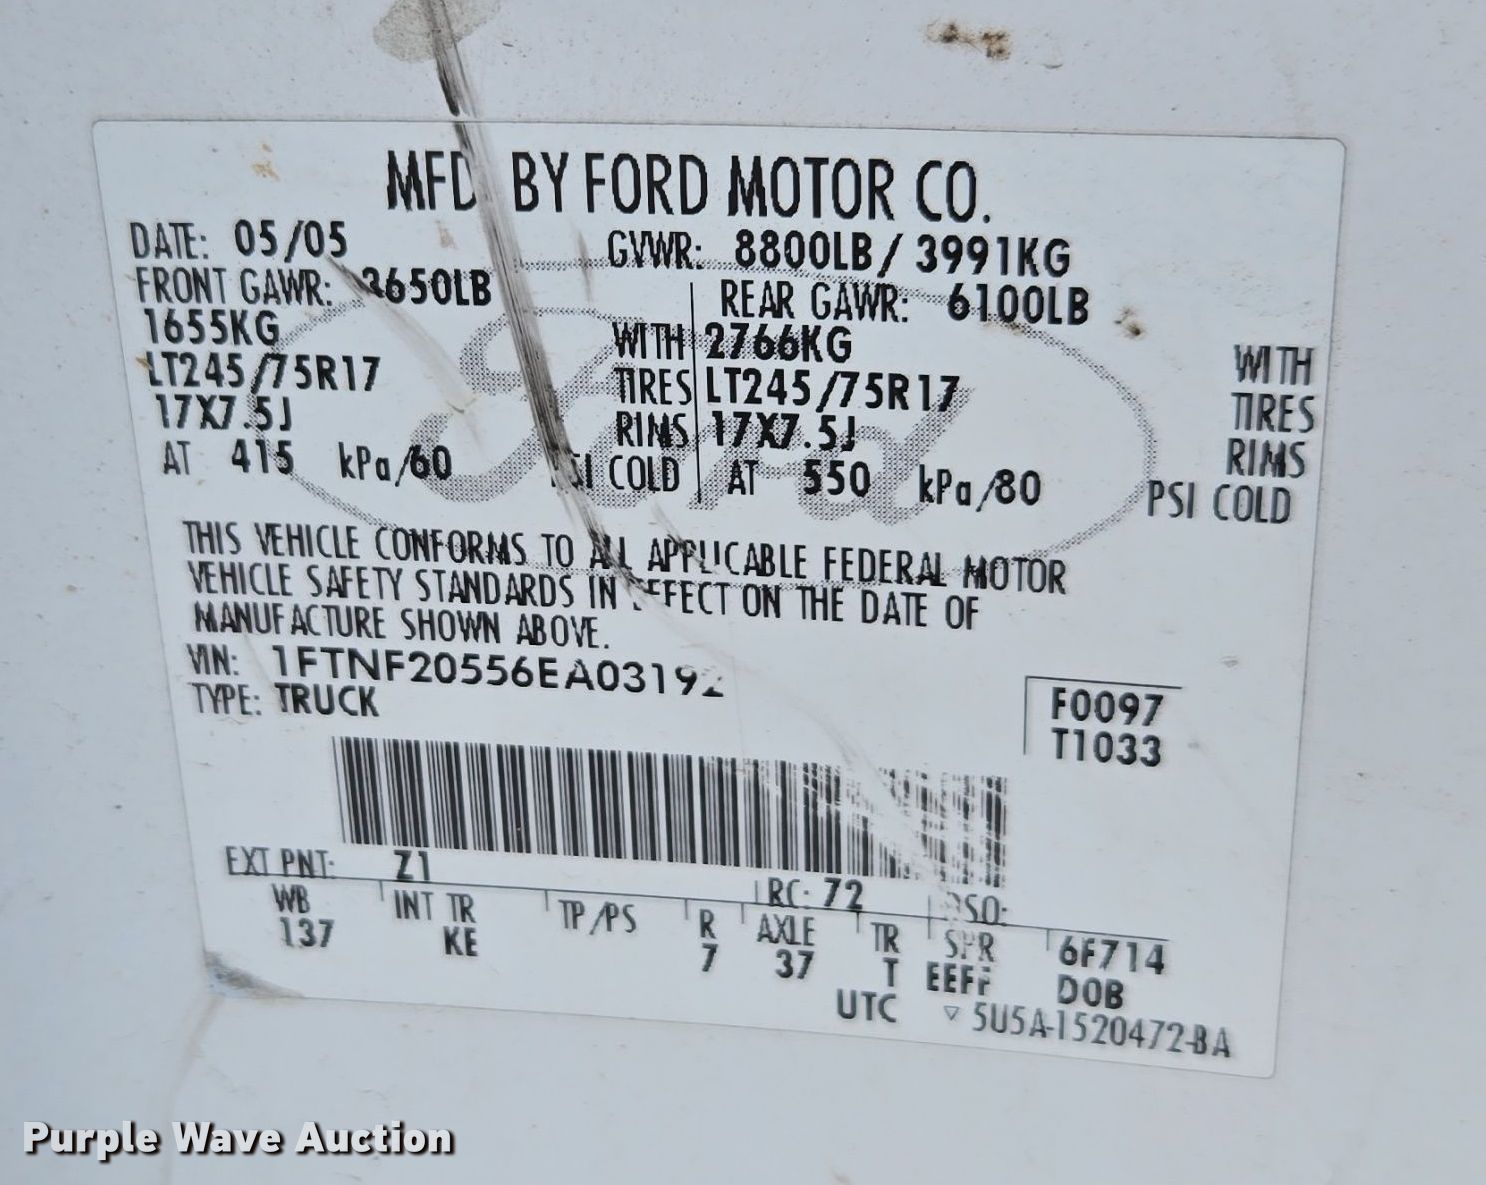 MFD. BY FORD MOTOR CO.
DATE: 05/05 GVWR: 8800LB/ 3991KG
FRONT GAWR: 3650LB REAR GAWR: 6100LB
1655KG WITH 2766KG WITH
LT245/75R17 TIRES LT245/75R17 TIRES
17X7.5J RIMS 17X7.5J RIMS
AT 415 kPa/60 PSI COLD AT 550 kPa/80 PSI COLD
Ford
THIS VEHICLE CONFORMS TO ALL APPLICABLE FEDERAL MOTOR
VEHICLE SAFETY STANDARDS IN EFFECT ON THE DATE OF
MANUFACTURE SHOWN ABOVE.
VIN: 1FTNF20556EA03192
TYPE: TRUCK
F0097
T1033
EXT PNT: Z1 RC: 72 DSO:
WB INT TR TP/PS R AXLE TR SPR 6F714
137 KE 7 37 T EEFF DOB
UTC ▽ 5U5A-1520472-BA
Purple Wave Auction